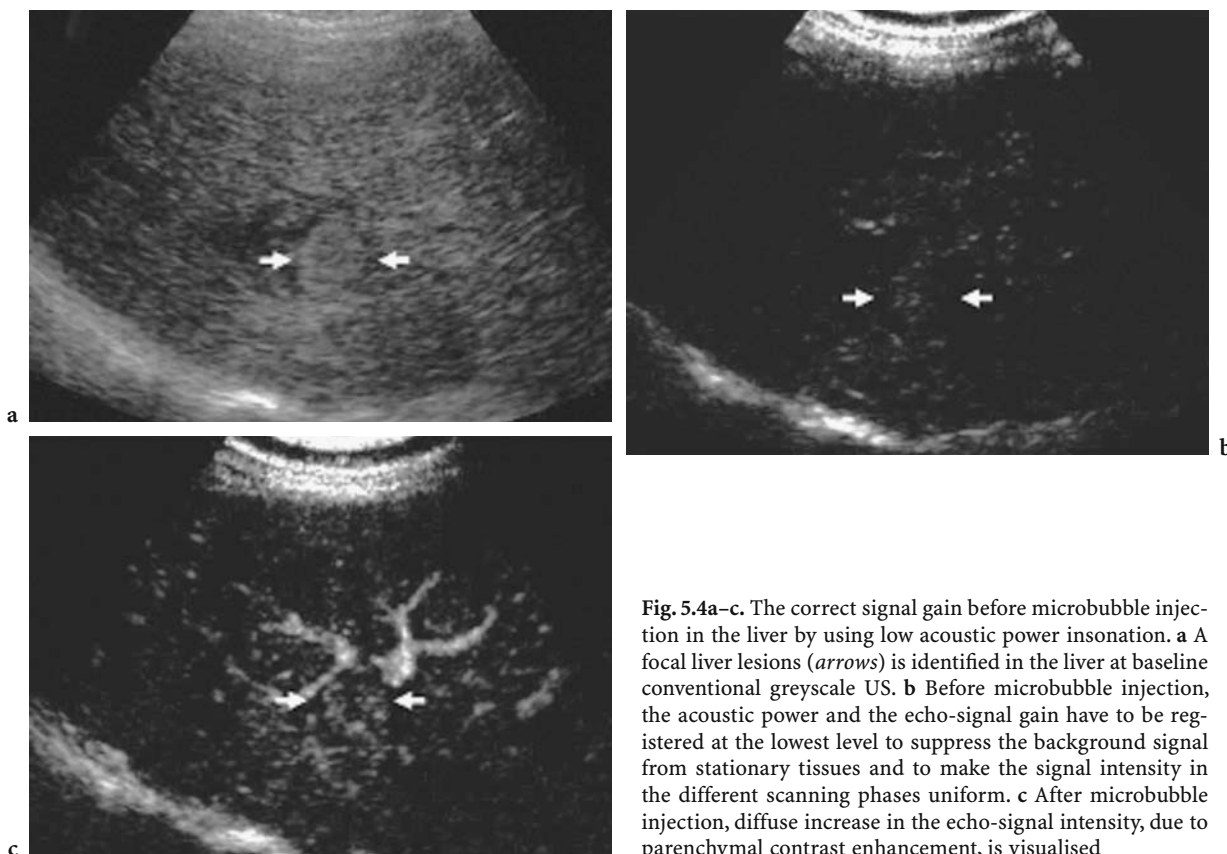 a
b
c
Fig. 5.4a–c. The correct signal gain before microbubble injec-
tion in the liver by using low acoustic power insonation. a A
focal liver lesions (arrows) is identified in the liver at baseline
conventional greyscale US. b Before microbubble injection,
the acoustic power and the echo-signal gain have to be reg-
istered at the lowest level to suppress the background signal
from stationary tissues and to make the signal intensity in
the different scanning phases uniform. c After microbubble
injection, diffuse increase in the echo-signal intensity, due to
parenchymal contrast enhancement, is visualised